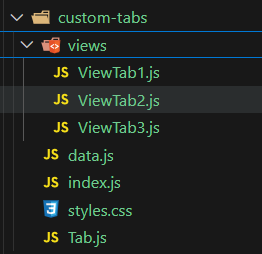 custom-tabs
views
JS ViewTab1.js
JS ViewTab2.js
JS ViewTab3.js
JS data.js
JS index.js
styles.css
JS Tab.js